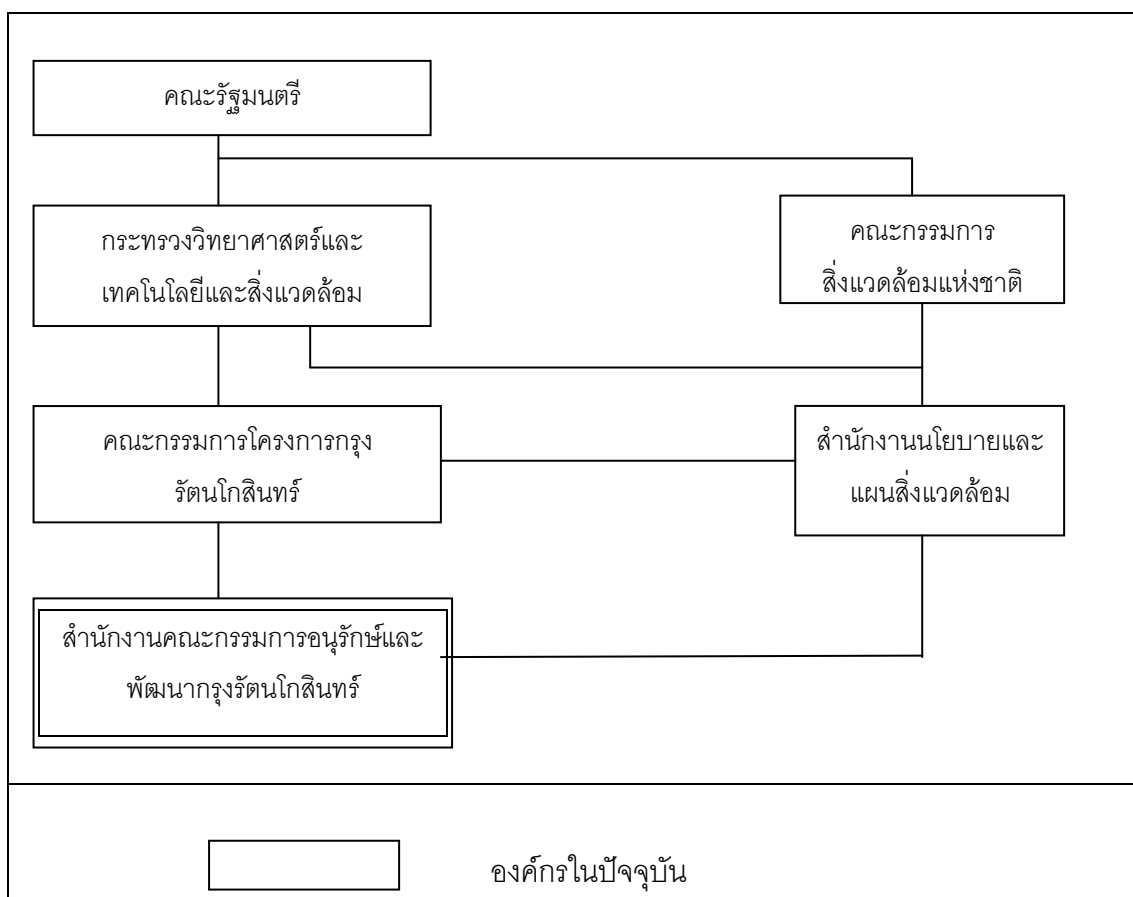 คณะรัฐมนตรี
กระทรวงวิทยาศาสตร์และ
เทคโนโลยีและสิ่งแวดล้อม
คณะกรรมการ
สิ่งแวดล้อมแห่งชาติ
คณะกรรมการโครงการกรุง
รัตนโกสินทร์
สำนักงานนโยบายและ
แผนสิ่งแวดล้อม
สำนักงานคณะกรรมการอนุรักษ์และ
พัฒนากรุงรัตนโกสินทร์
องค์กรในปัจจุบัน